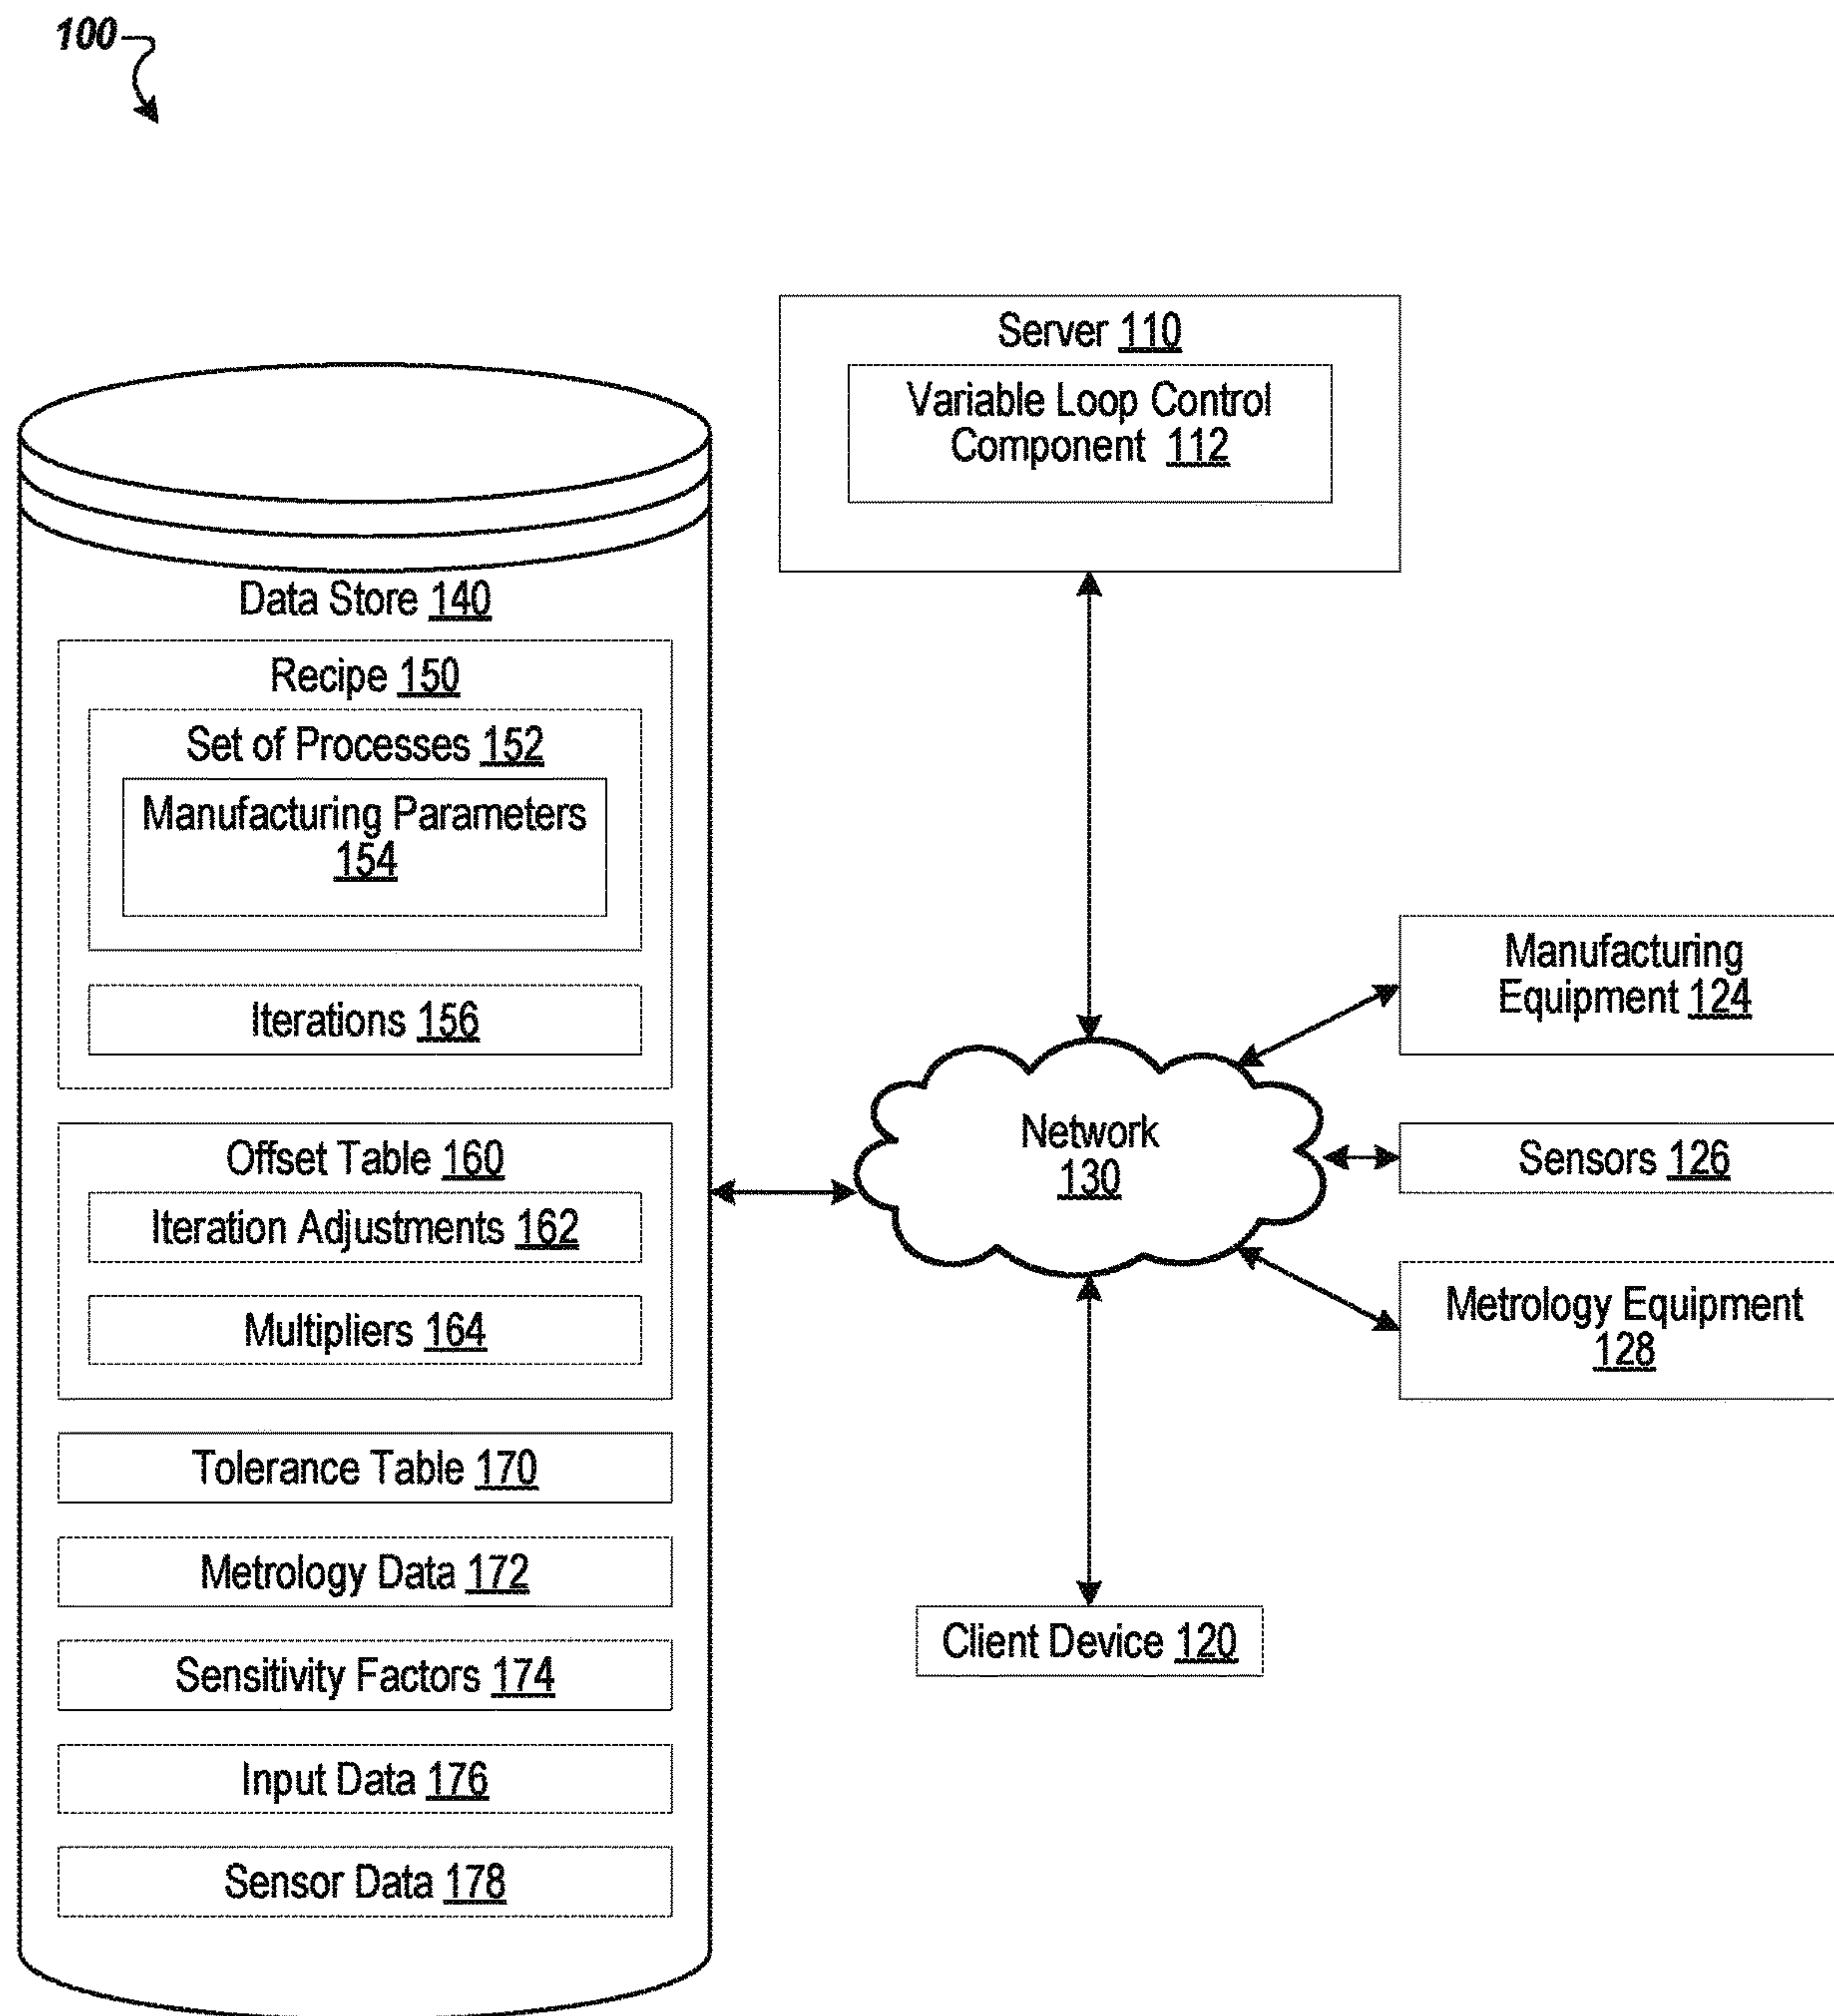 100
Server 110
Variable Loop Control
Component 112
Data Store 140
Recipe 150
Set of Processes 152
Manufacturing Parameters
154
Iterations 156
Offset Table 160
Iteration Adjustments 162
Multipliers 164
Tolerance Table 170
Metrology Data 172
Sensitivity Factors 174
Input Data 176
Sensor Data 178
Network
130
Manufacturing
Equipment 124
Sensors 126
Metrology Equipment
128
Client Device 120